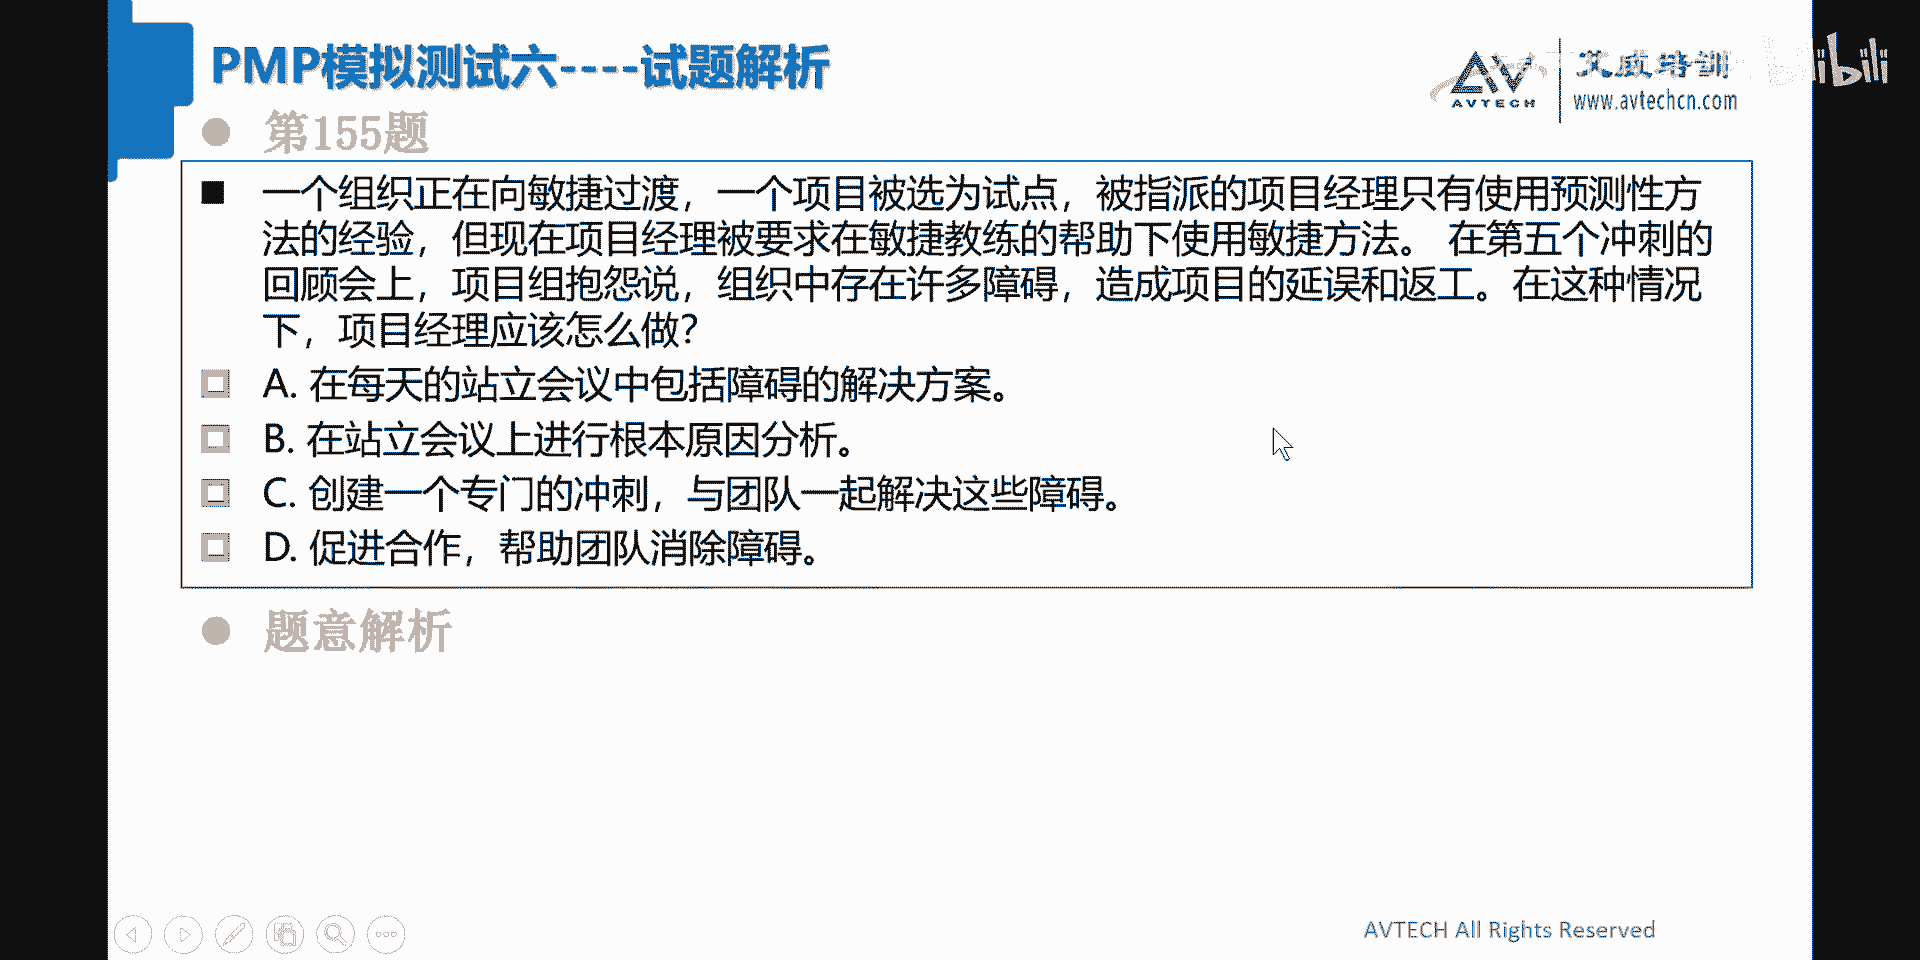 PMP模拟测试六----试题解析
AVTECH
艾威培训
www.avtechcn.com
bilibili
第155题
一个组织正在向敏捷过渡，一个项目被选为试点，被指派的项目经理只有使用预测性方
法的经验，但现在项目经理被要求在敏捷教练的帮助下使用敏捷方法。 在第五个冲刺的
回顾会上，项目组抱怨说，组织中存在许多障碍，造成项目的延误和返工。在这种情况
下，项目经理应该怎么做？
A. 在每天的站立会议中包括障碍的解决方案。
B. 在站立会议上进行根本原因分析。
C. 创建一个专门的冲刺，与团队一起解决这些障碍。
D. 促进合作，帮助团队消除障碍。
题意解析
AVTECH All Rights Reserved